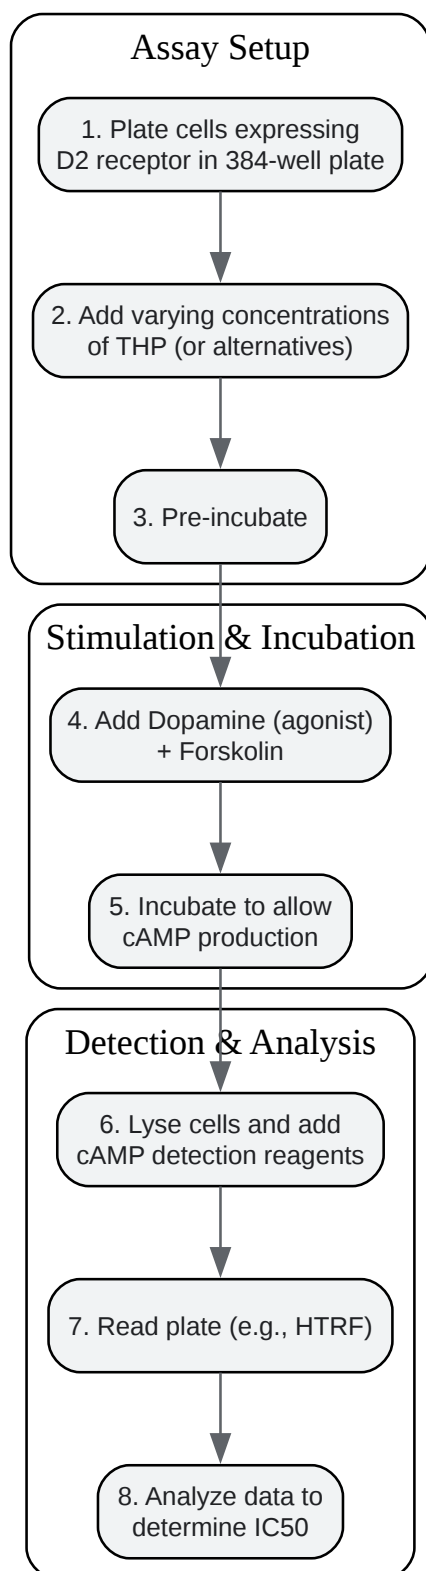 Assay Setup
1. Plate cells expressing
D2 receptor in 384-well plate
2. Add varying concentrations
of THP (or alternatives)
3. Pre-incubate
Stimulation & Incubation
4. Add Dopamine (agonist)
+ Forskolin
5. Incubate to allow
cAMP production
Detection & Analysis
6. Lyse cells and add
cAMP detection reagents
7. Read plate (e.g., HTRF)
8. Analyze data to
determine IC50